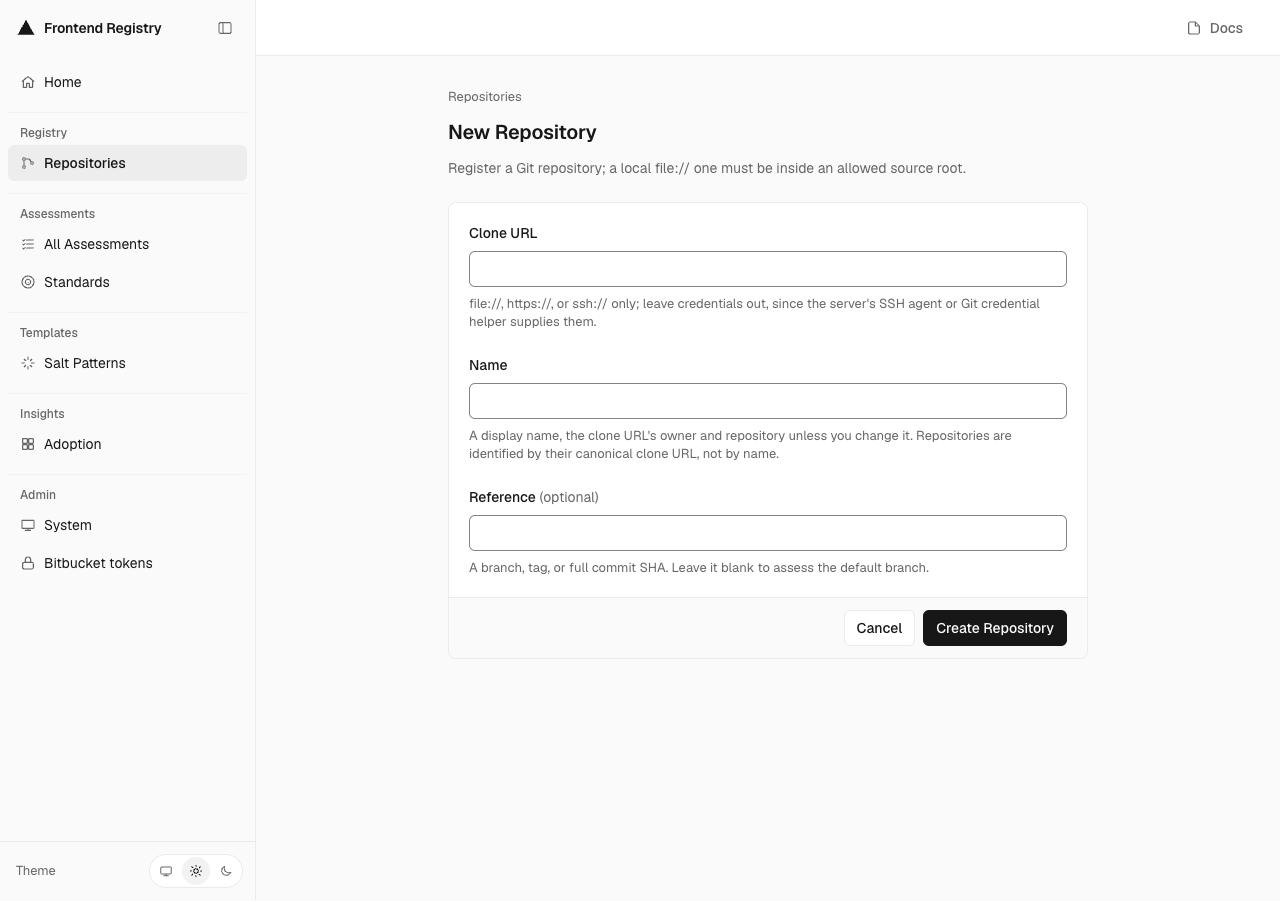 Frontend Registry
Docs
Home
Registry
Repositories
Assessments
All Assessments
Standards
Templates
Salt Patterns
Insights
Adoption
Admin
System
Bitbucket tokens
Theme
Repositories
New Repository
Register a Git repository; a local file:// one must be inside an allowed source root.
Clone URL
file://, https://, or ssh:// only; leave credentials out, since the server's SSH agent or Git credential
helper supplies them.
Name
A display name, the clone URL's owner and repository unless you change it. Repositories are
identified by their canonical clone URL, not by name.
Reference (optional)
A branch, tag, or full commit SHA. Leave it blank to assess the default branch.
Cancel
Create Repository